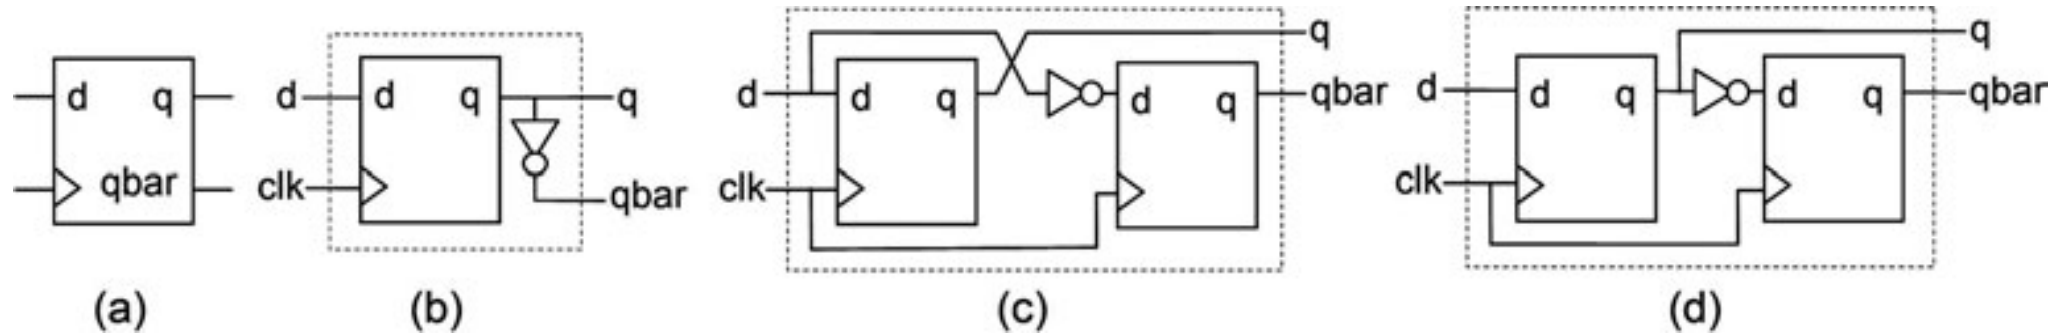 d q
qbar
(a)
d d q q
clk qbar
(b)
q
d d q d q qbar
clk
(c)
q
d d q d q qbar
clk
(d)